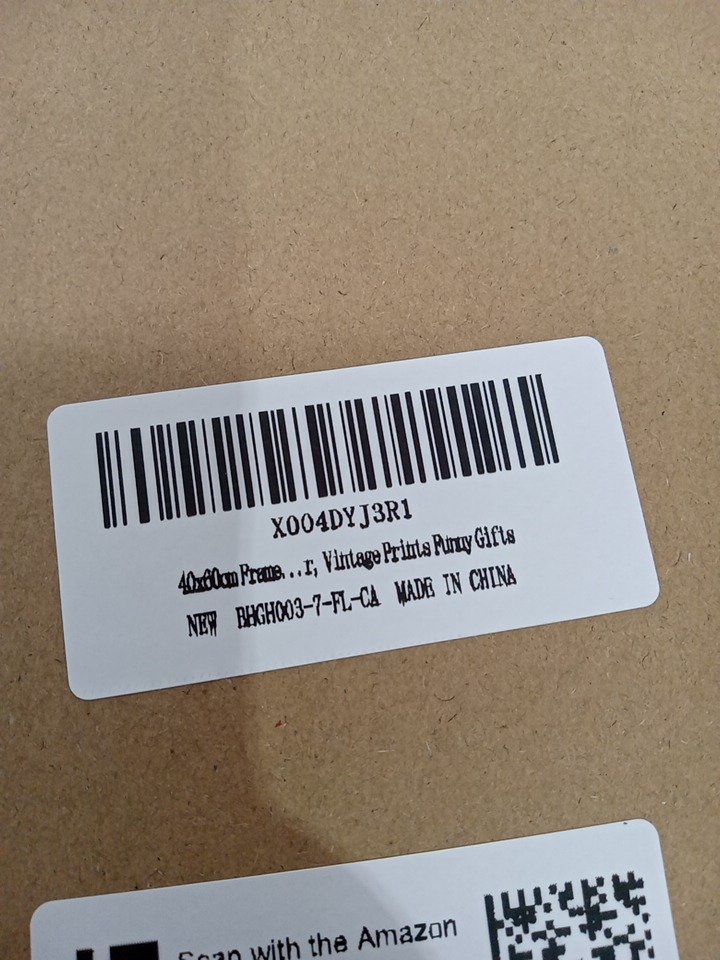 X004DYJ3R1
40x60cm Frame...r, Vintage Prints Funny Gifts
NEW BHGH003-7-FL-CA MADE IN CHINA
Scan with the Amazon